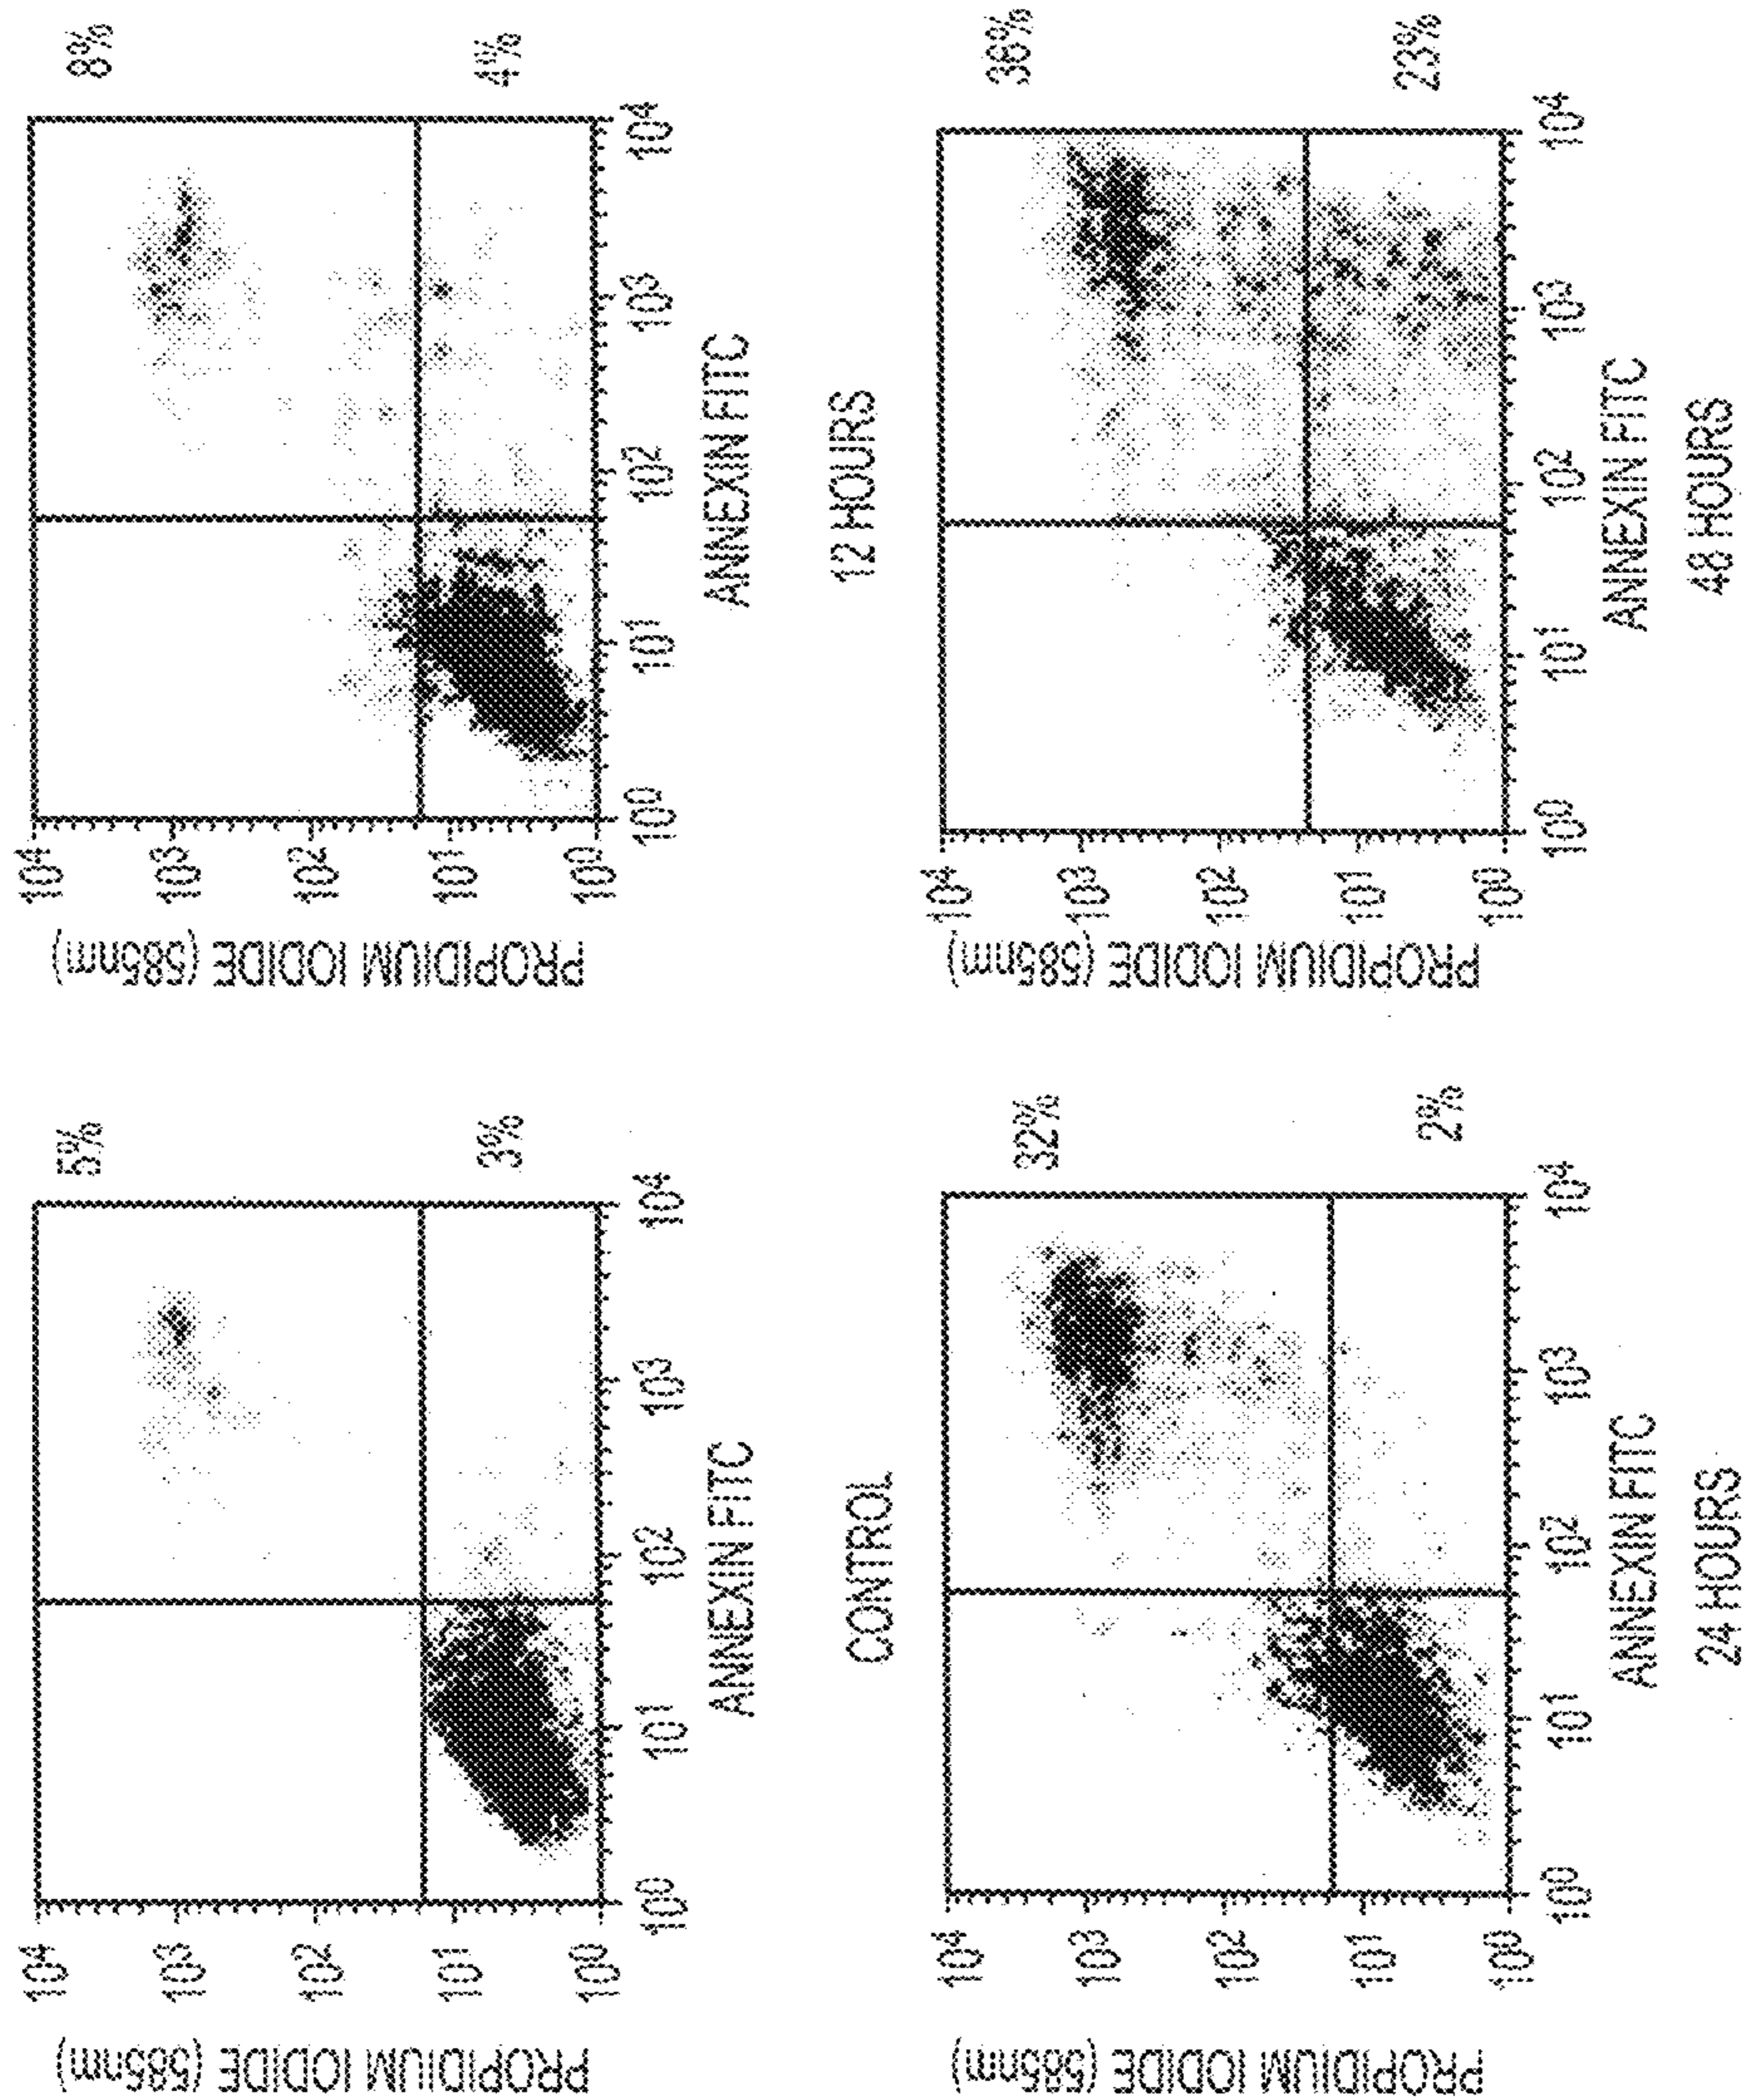 PROPIDIUM IODIDE (585nm)
10⁴
10³
10²
10¹
10⁰
10⁰ 10¹ 10² 10³ 10⁴
5%
3%
ANNEXIN FITC
CONTROL
PROPIDIUM IODIDE (585nm)
10⁴
10³
10²
10¹
10⁰
10⁰ 10¹ 10² 10³ 10⁴
8%
4%
ANNEXIN FITC
12 HOURS
PROPIDIUM IODIDE (585nm)
10⁴
10³
10²
10¹
10⁰
10⁰ 10¹ 10² 10³ 10⁴
32%
2%
ANNEXIN FITC
24 HOURS
PROPIDIUM IODIDE (585nm)
10⁴
10³
10²
10¹
10⁰
10⁰ 10¹ 10² 10³ 10⁴
36%
23%
ANNEXIN FITC
48 HOURS